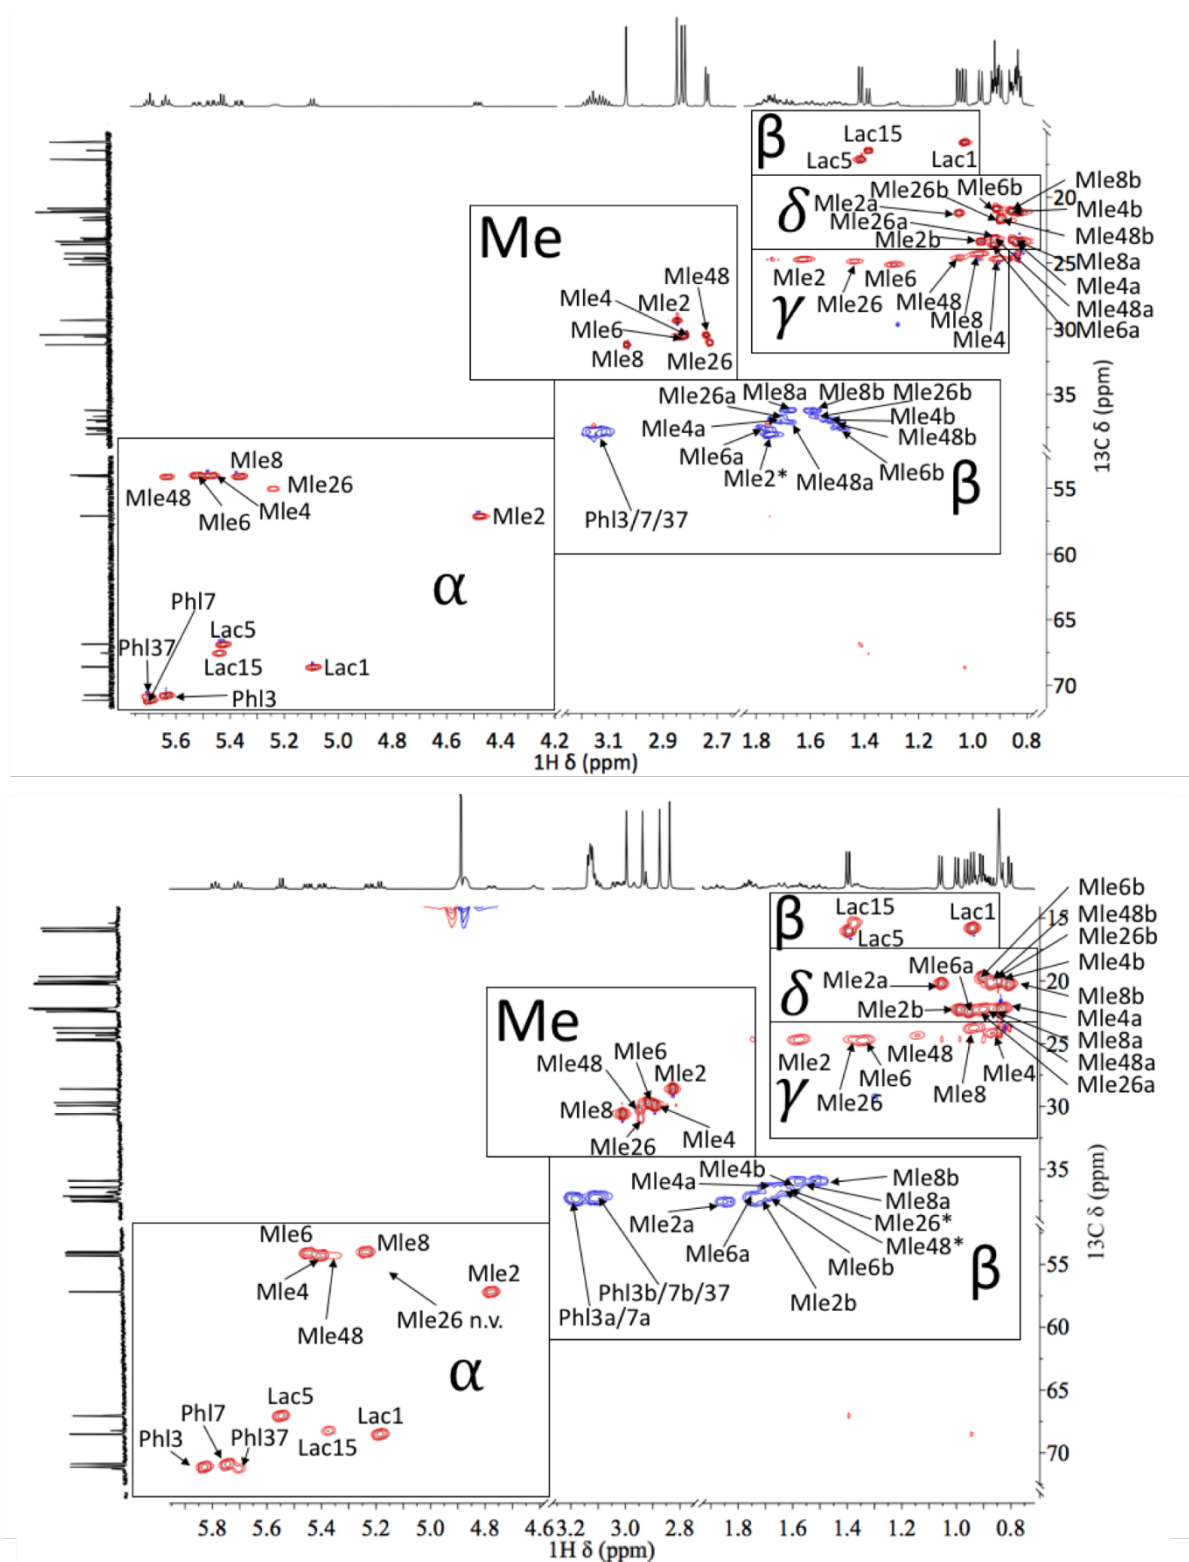 β
Lac15
Lac5
Lac1
δ
Mle26b
Mle6b
Mle8b
Mle2a
Mle4b
Mle26a
Mle48b
Mle2b
Mle8a
Mle4a
Mle48a
Mle6a
γ
Mle2
Mle26
Mle6
Mle48
Mle8
Mle4
Me
Mle48
Mle4
Mle2
Mle6
Mle8
Mle26
Mle26a
Mle8a
Mle8b
Mle26b
Mle4a
Mle4b
Mle48b
Mle6a
Mle2*
Mle48a
Mle6b
Phl3/7/37
β
Mle8
Mle48
Mle26
Mle6
Mle4
Mle2
α
Phl7
Lac5
Phl37
Lac15
Lac1
Phl3
20
25
30
35
55
60
65
70
13C δ (ppm)
5.6 5.4 5.2 5.0 4.8 4.6 4.4 4.2 3.1 2.9 2.7 1.8 1.6 1.4 1.2 1.0 0.8
1H δ (ppm)
β
Lac15
Lac5
Lac1
Mle6b
Mle48b
Mle26b
Mle4b
δ
Mle6a
Mle2a
Mle2b
Mle8b
Mle4a
Mle8a
Mle48a
Mle26a
γ
Mle2
Mle48
Mle6
Mle26
Mle8
Mle4
Me
Mle6
Mle48
Mle2
Mle8
Mle26
Mle4
Mle4b
Mle4a
Mle8b
Mle8a
Mle2a
Mle26*
Mle6a
Mle48*
Mle6b
Mle2b
Phl3b/7b/37
Phl3a/7a
β
Mle6
Mle8
Mle4
Mle2
Mle26 n.v.
Mle48
α
Lac5
Phl7
Lac1
Phl3
Phl37
Lac15
15
20
25
30
35
55
60
65
70
13C δ (ppm)
5.8 5.6 5.4 5.2 5.0 4.8 4.6 3.2 3.0 2.8 1.8 1.6 1.4 1.2 1.0 0.8
1H δ (ppm)